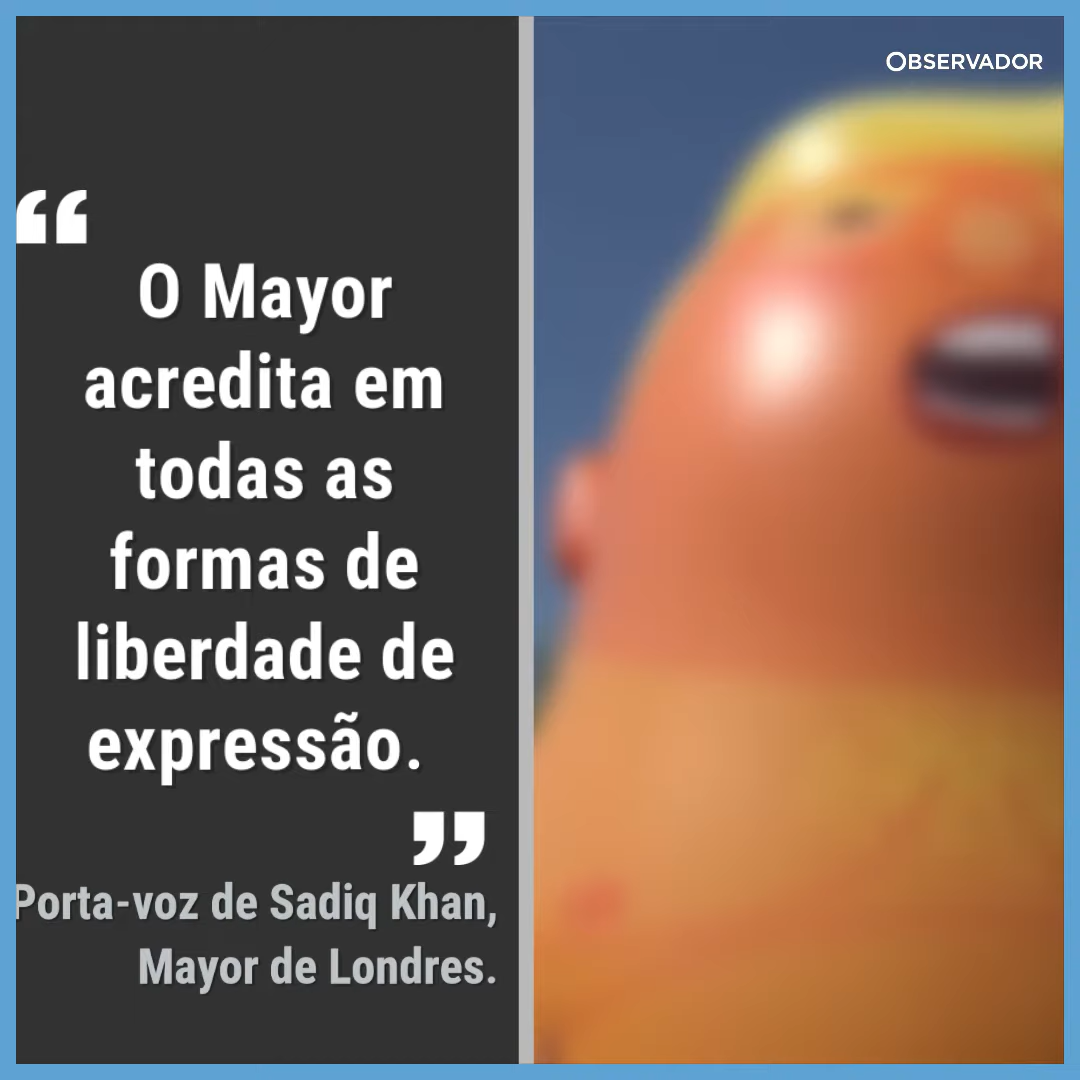 OBSERVADOR
“
O Mayor
acredita em
todas as
formas de
liberdade de
expressão.
”
Porta-voz de Sadiq Khan,
Mayor de Londres.